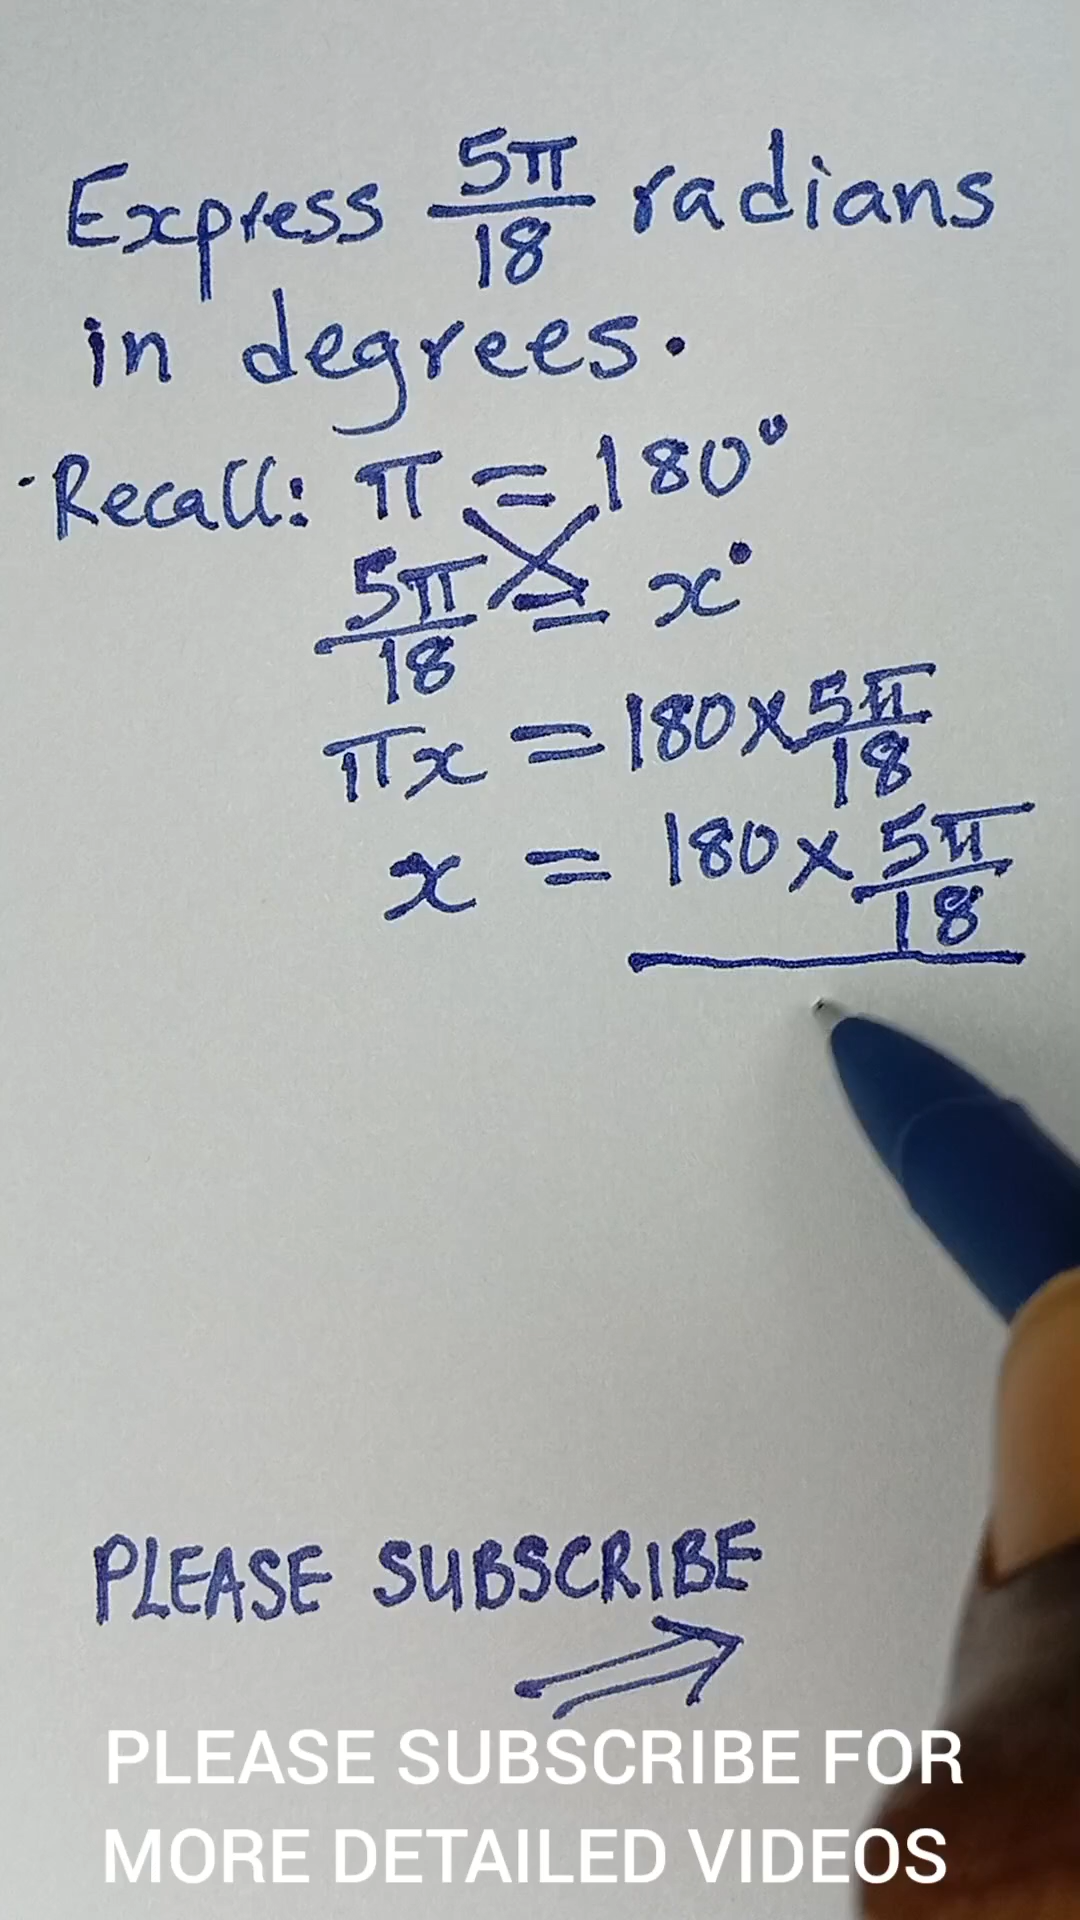 Express 5π/18 radians
in degrees.
Recall: π = 180°
5π/18 = x°
πx = 180 × 5π/18
x = 180 × 5π/18
PLEASE SUBSCRIBE
PLEASE SUBSCRIBE FOR
MORE DETAILED VIDEOS